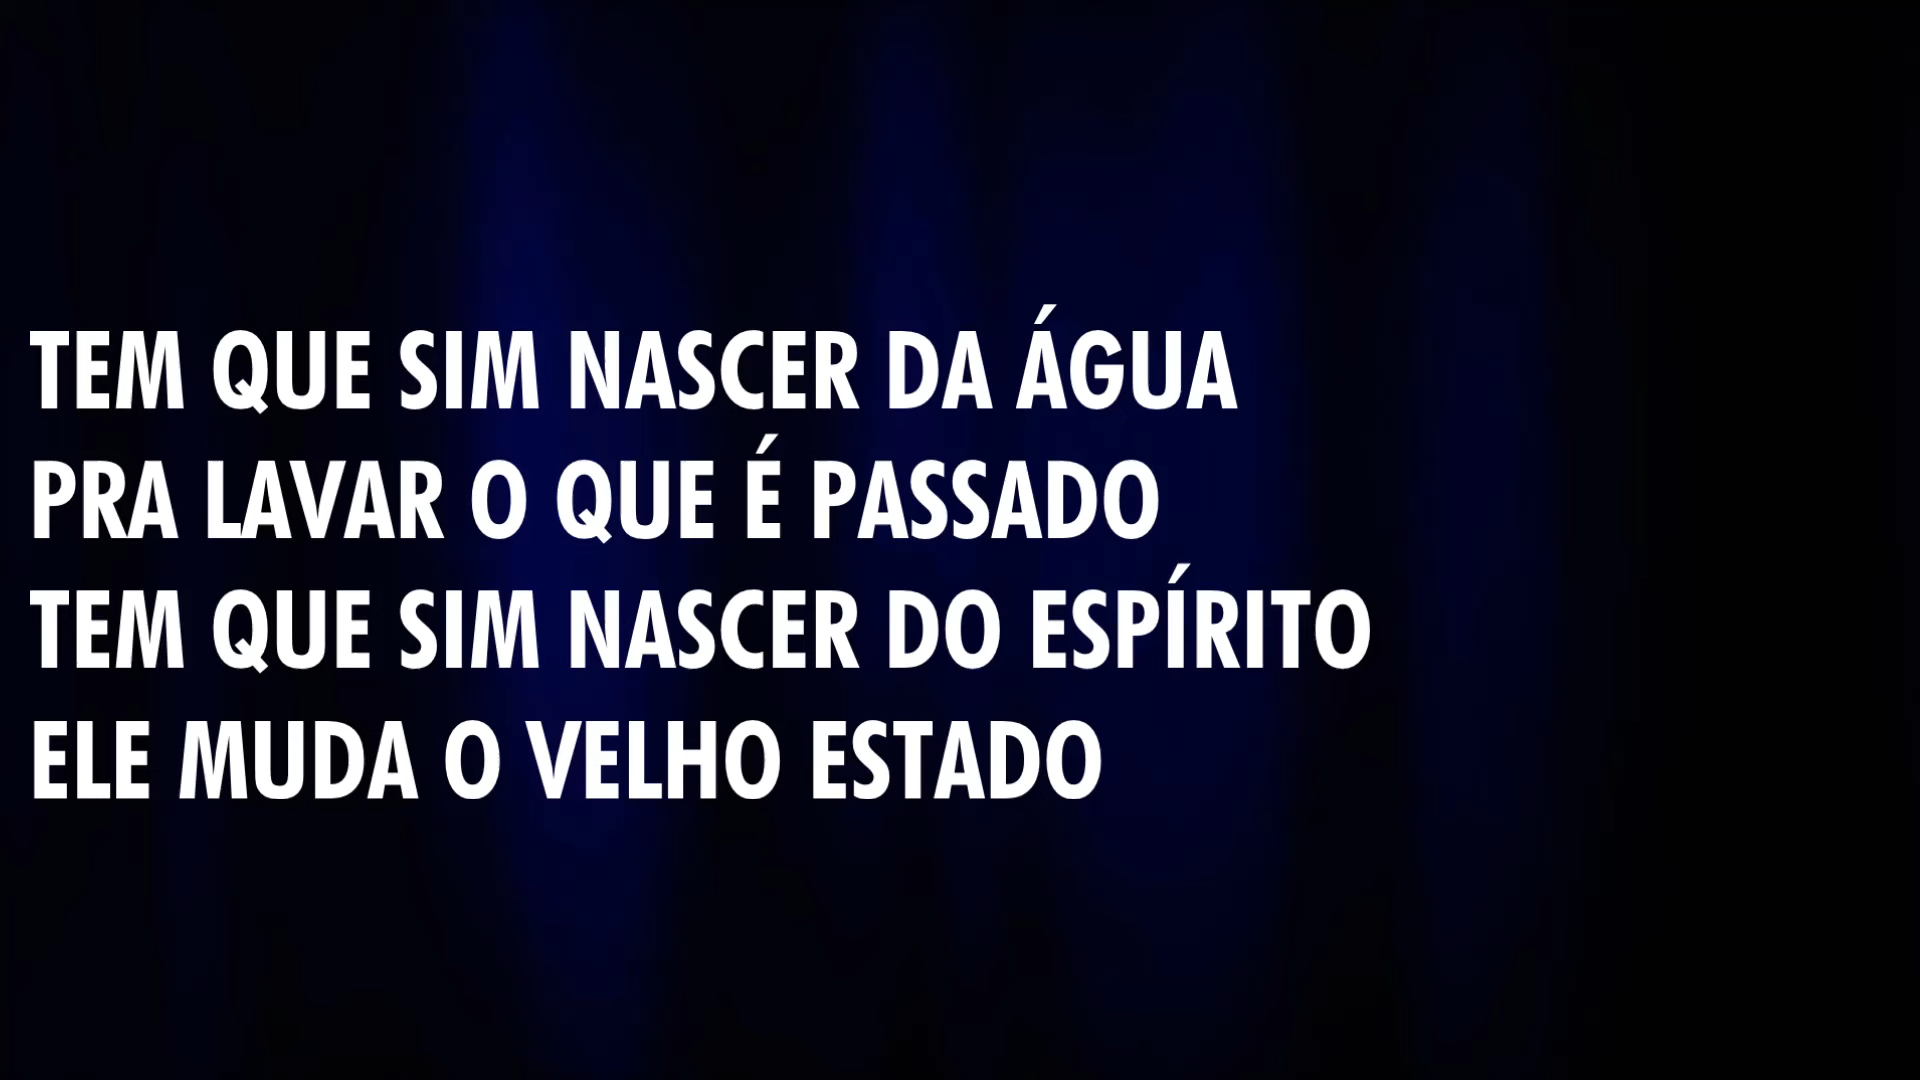 TEM QUE SIM NASCER DA ÁGUA
PRA LAVAR O QUE É PASSADO
TEM QUE SIM NASCER DO ESPÍRITO
ELE MUDA O VELHO ESTADO